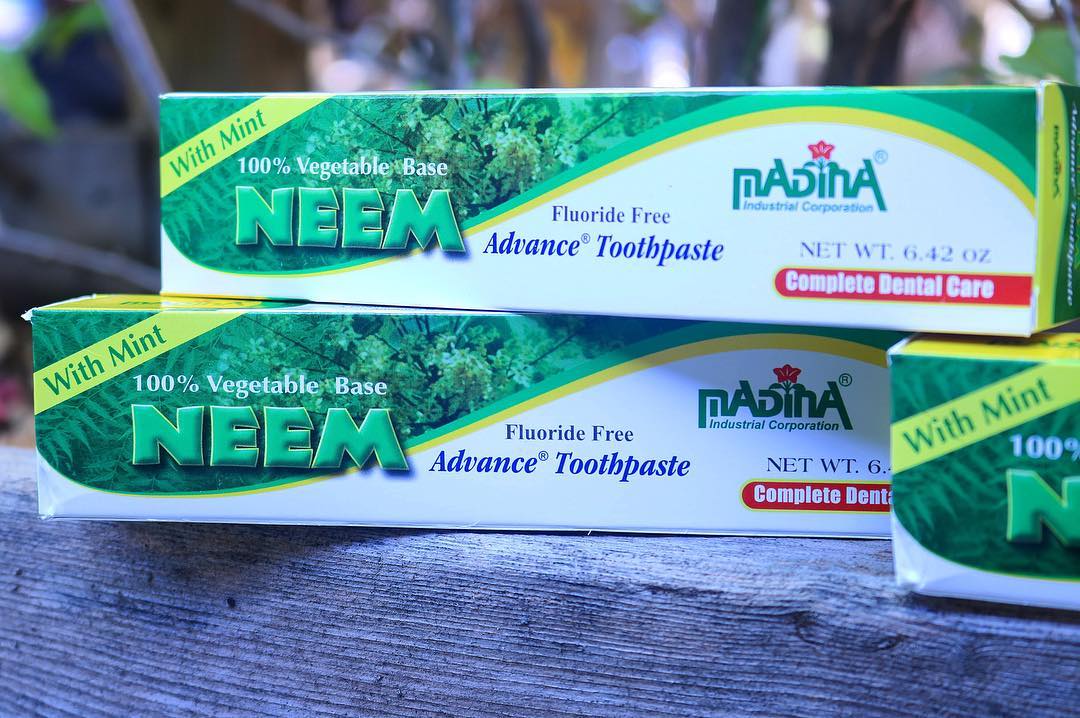 With Mint
100% Vegetable Base
NEEM
Fluoride Free
Advance® Toothpaste
MADINA®
Industrial Corporation
NET WT. 6.42 OZ
Complete Dental Care
With Mint
100% Vegetable Base
NEEM
Fluoride Free
Advance® Toothpaste
MADINA®
Industrial Corporation
NET WT. 6.
Complete Denta
With Mint
100%
N